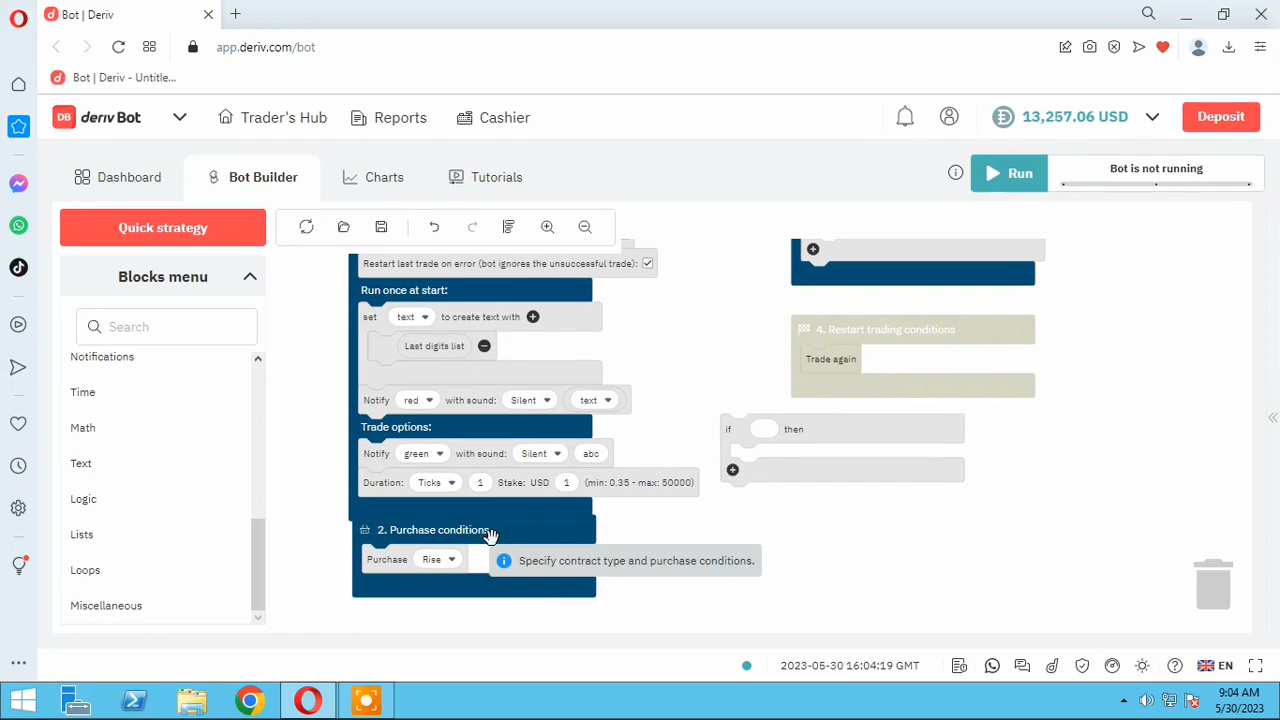 Bot | Deriv
app.deriv.com/bot
Bot | Deriv - Untitle...
DB deriv Bot
Trader's Hub
Reports
Cashier
13,257.06 USD
Deposit
Dashboard
Bot Builder
Charts
Tutorials
Run
Bot is not running
Quick strategy
Blocks menu
Search
Notifications
Time
Math
Text
Logic
Lists
Loops
Miscellaneous
Restart last trade on error (bot ignores the unsuccessful trade):
Run once at start:
set text to create text with
Last digits list
Notify red with sound: Silent text
Trade options:
Notify green with sound: Silent abc
Duration: Ticks 1 Stake: USD 1 (min: 0.35 - max: 50000)
2. Purchase conditions
Purchase Rise
Specify contract type and purchase conditions.
4. Restart trading conditions
Trade again
if then
2023-05-30 16:04:19 GMT
EN
9:04 AM
5/30/2023